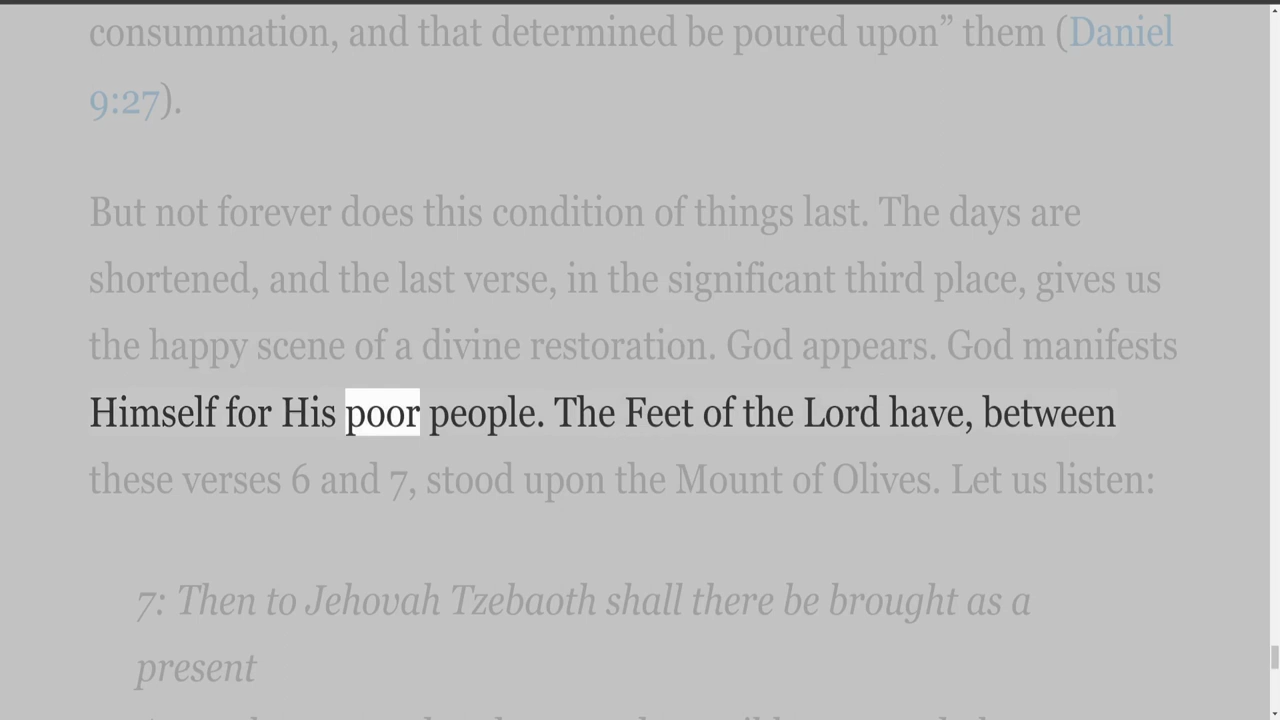 consummation, and that determined be poured upon” them (Daniel
9:27).
But not forever does this condition of things last. The days are
shortened, and the last verse, in the significant third place, gives us
the happy scene of a divine restoration. God appears. God manifests
Himself for His poor people. The Feet of the Lord have, between
these verses 6 and 7, stood upon the Mount of Olives. Let us listen:
7: Then to Jehovah Tzebaoth shall there be brought as a
present